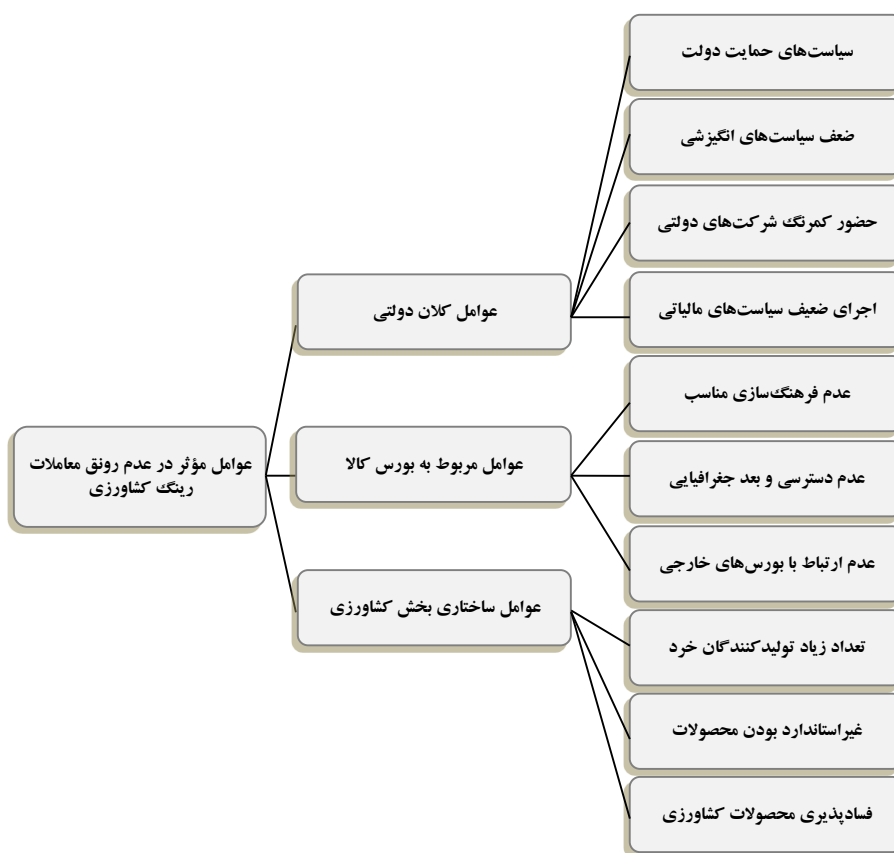 عوامل مؤثر در عدم رونق معاملات
رینگ کشاورزی
عوامل کلان دولتی
سیاست‌های حمایت دولت
ضعف سیاست‌های انگیزشی
حضور کمرنگ شرکت‌های دولتی
اجرای ضعیف سیاست‌های مالیاتی
عوامل مربوط به بورس کالا
عدم فرهنگ‌سازی مناسب
عدم دسترسی و بعد جغرافیایی
عدم ارتباط با بورس‌های خارجی
عوامل ساختاری بخش کشاورزی
تعداد زیاد تولیدکنندگان خرد
غیراستاندارد بودن محصولات
فسادپذیری محصولات کشاورزی